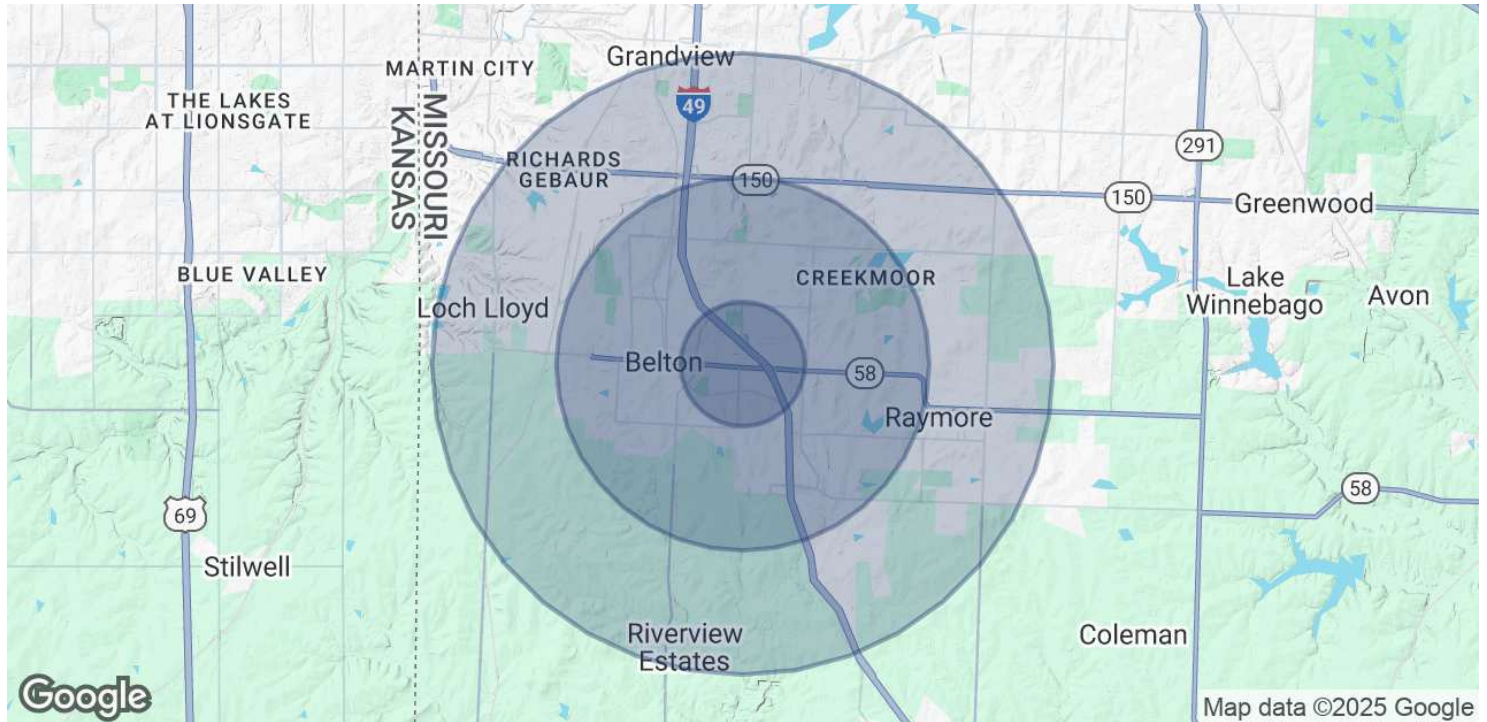 Grandview
MARTIN CITY
THE LAKES
AT LIONSGATE
49
MISSOURI
KANSAS
291
RICHARDS
GEBAUR
150
150
Greenwood
BLUE VALLEY
CREEKMOOR
Lake
Winnebago
Avon
Loch Lloyd
Belton
58
Raymore
58
69
Stilwell
Riverview
Estates
Coleman
Google
Map data ©2025 Google